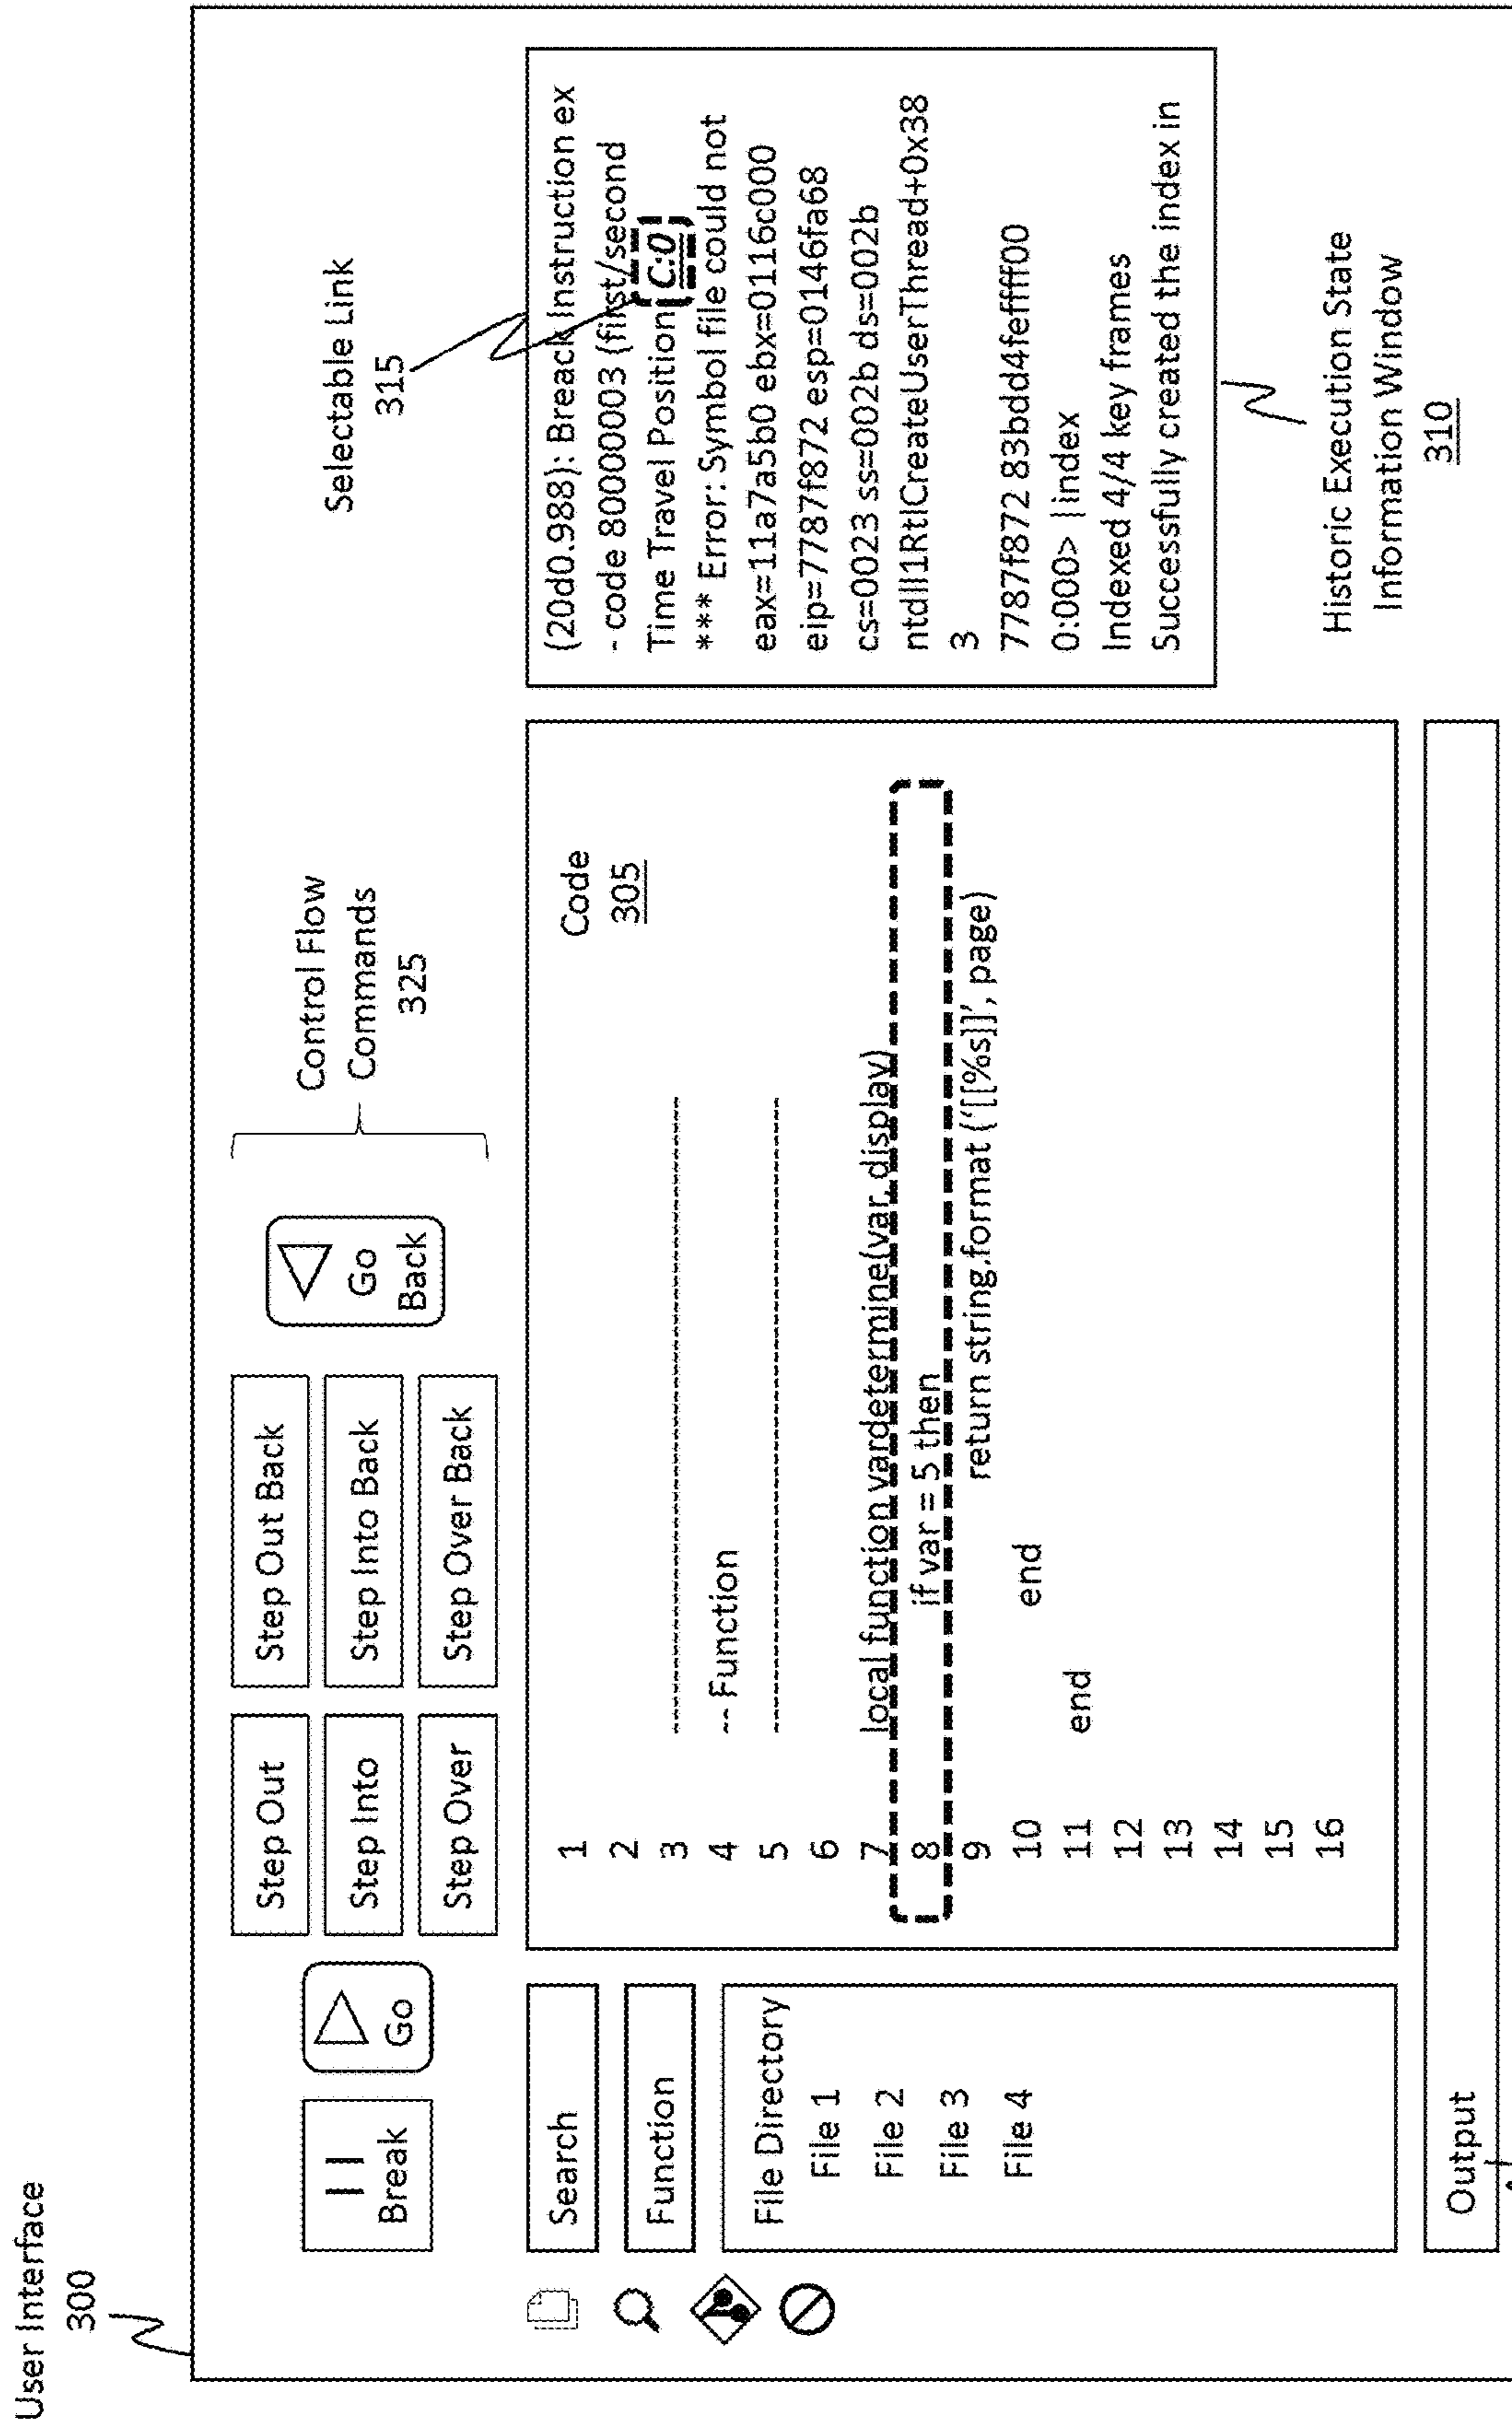 User Interface
300
Break
Go
Step Out
Step Into
Step Over
Step Out Back
Step Into Back
Step Over Back
Go
Back
Control Flow
Commands
325
Selectable Link
315
Search
Function
File Directory
File 1
File 2
File 3
File 4
Code
305
1
2
3 --------------------------------
4 -- Function
5 --------------------------------
6
7 local function vardetermine(var, display)
8 if var = 5 then
9 return string.format ('[[%s]]', page)
10 end
11 end
12
13
14
15
16
(20d0.988): Breack Instruction ex
- code 80000003 (first/second
Time Travel Position C:0
*** Error: Symbol file could not
eax=11a7a5b0 ebx=0116c000
eip=7787f872 esp=0146fa68
cs=0023 ss=002b ds=002b
ntdll1RtlCreateUserThread+0x38
3
7787f872 83bdd4feffff00
0:000> |index
Indexed 4/4 key frames
Successfully created the index in
Historic Execution State
Information Window
310
Output